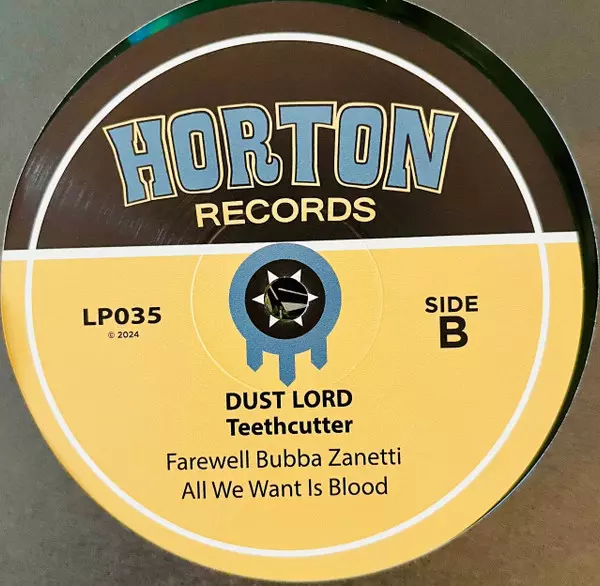 HORTON
RECORDS
LP035
© 2024
SIDE
B
DUST LORD
Teethcutter
Farewell Bubba Zanetti
All We Want Is Blood